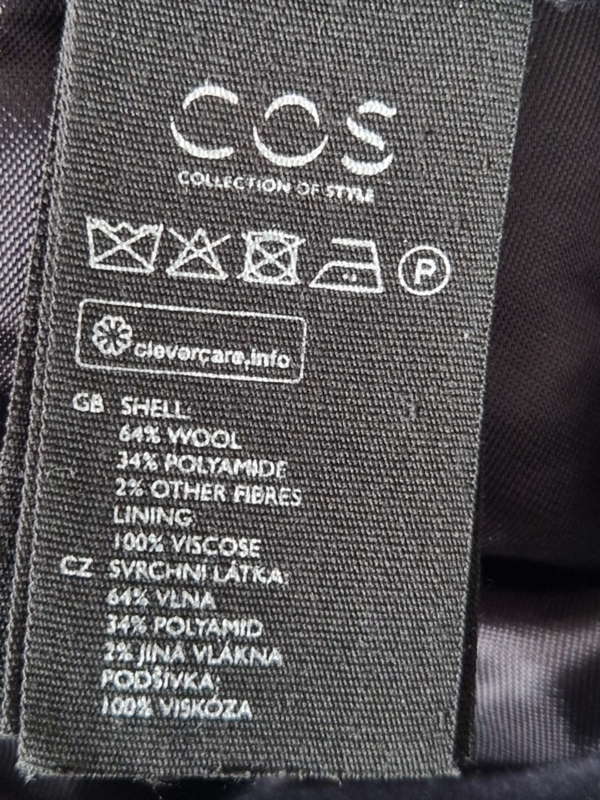 COS
COLLECTION OF STYLE
P
clevercare.info
GB SHELL:
64% WOOL
34% POLYAMIDE
2% OTHER FIBRES
LINING:
100% VISCOSE
CZ SVRCHNÍ LÁTKA:
64% VLNA
34% POLYAMID
2% JINÁ VLÁKNA
PODŠÍVKA:
100% VISKÓZA